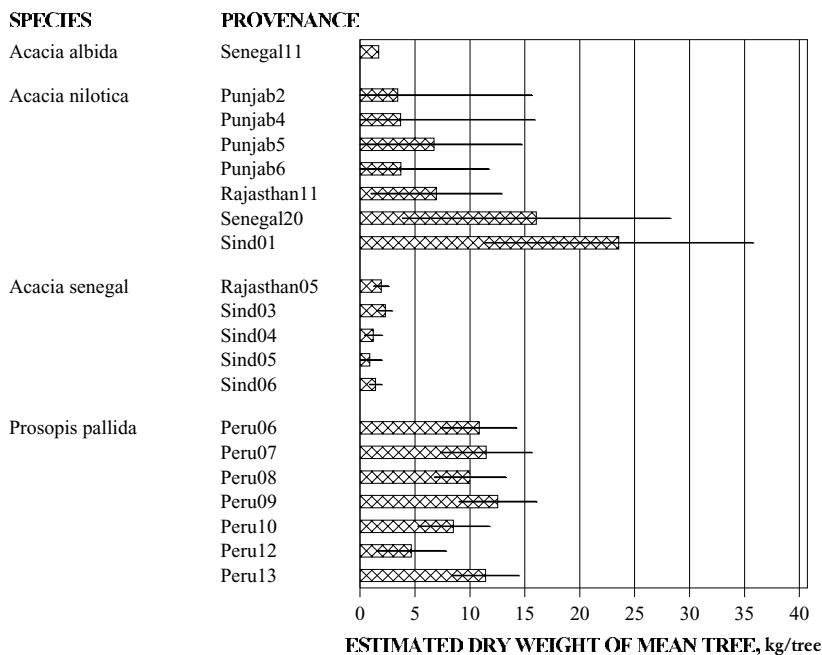 SPECIES PROVENANCE
Acacia albida Senegal11
Acacia nilotica Punjab2
Punjab4
Punjab5
Punjab6
Rajasthan11
Senegal20
Sind01
Acacia senegal Rajasthan05
Sind03
Sind04
Sind05
Sind06
Prosopis pallida Peru06
Peru07
Peru08
Peru09
Peru10
Peru12
Peru13
0 5 10 15 20 25 30 35 40
ESTIMATED DRY WEIGHT OF MEAN TREE, kg/tree